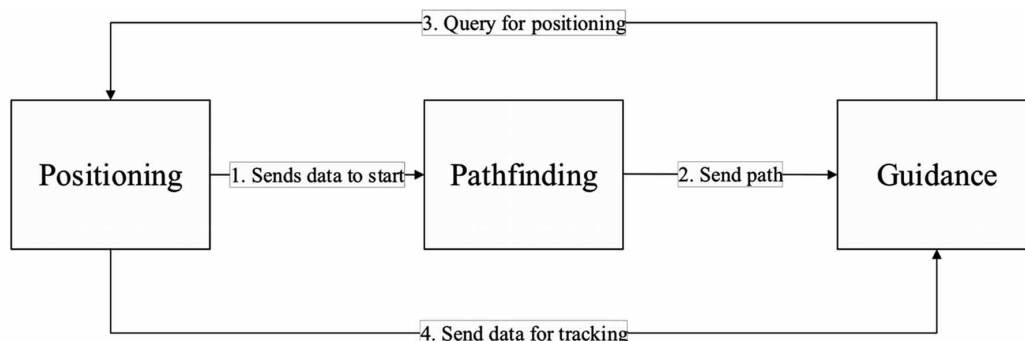 3. Query for positioning
Positioning
1. Sends data to start
Pathfinding
2. Send path
Guidance
4. Send data for tracking